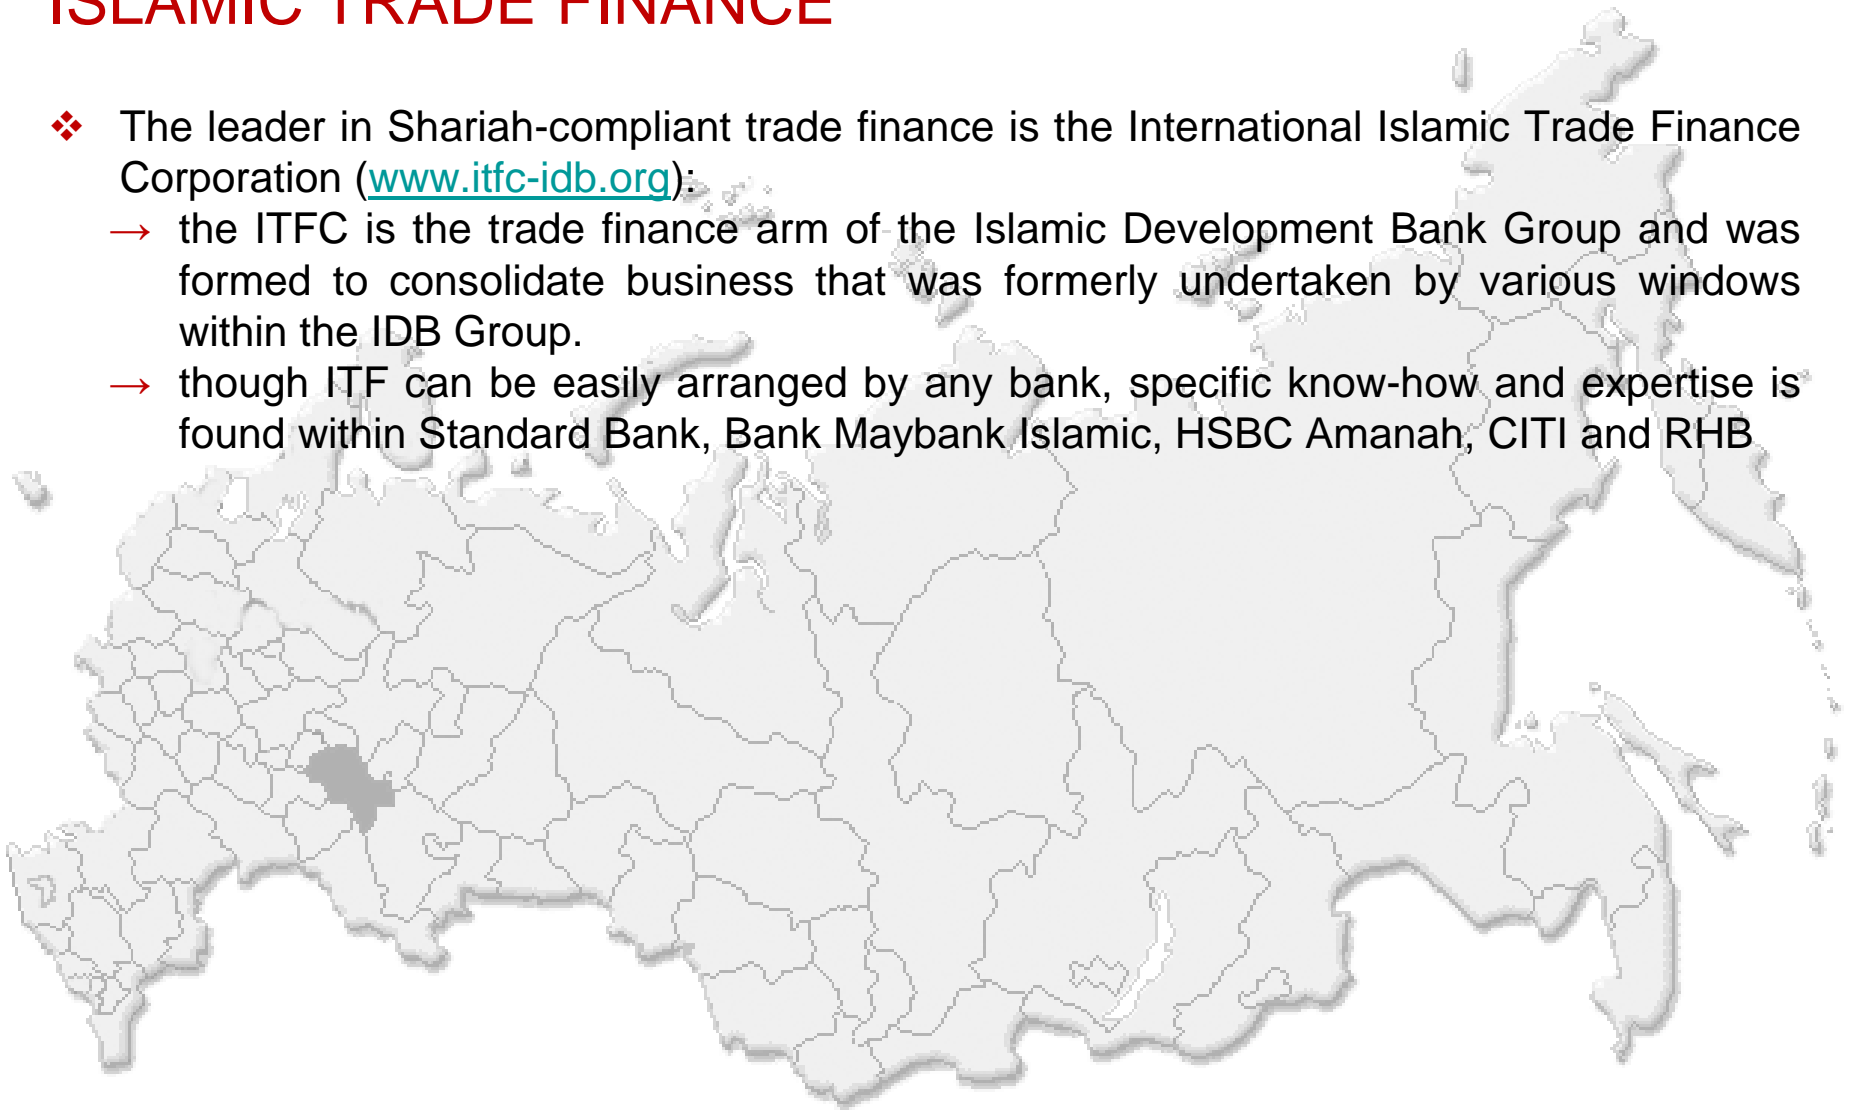 ISLAMIC TRADE FINANCE
❖ The leader in Shariah-compliant trade finance is the International Islamic Trade Finance
Corporation (www.itfc-idb.org):
→ the ITFC is the trade finance arm of the Islamic Development Bank Group and was
formed to consolidate business that was formerly undertaken by various windows
within the IDB Group.
→ though ITF can be easily arranged by any bank, specific know-how and expertise is
found within Standard Bank, Bank Maybank Islamic, HSBC Amanah, CITI and RHB